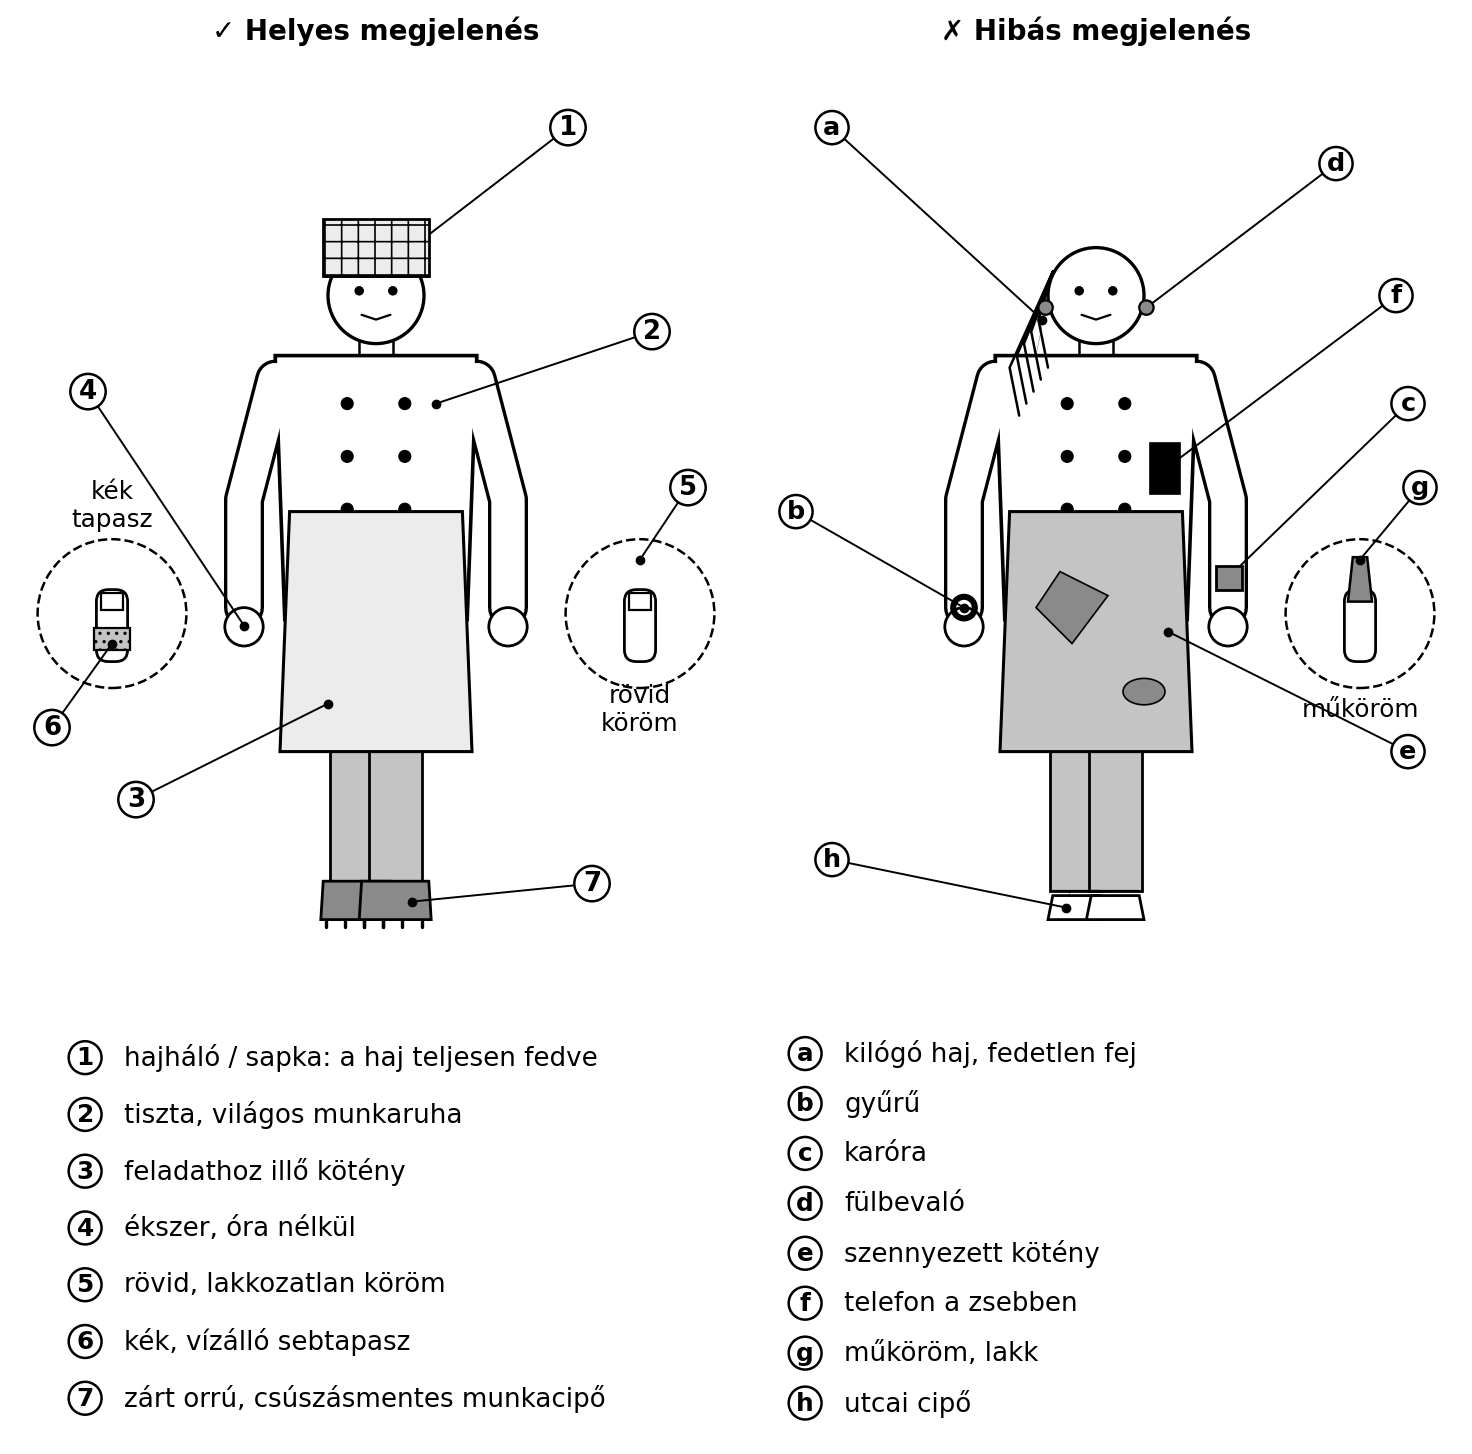 ✓ Helyes megjelenés
✗ Hibás megjelenés
1
a
d
f
2
4
c
kék
tapasz
5
g
b
rövid
köröm
műköröm
6
e
3
h
7
1 hajháló / sapka: a haj teljesen fedve
2 tiszta, világos munkaruha
3 feladathoz illő kötény
4 ékszer, óra nélkül
5 rövid, lakkozatlan köröm
6 kék, vízálló sebtapasz
7 zárt orrú, csúszásmentes munkacipő
a kilógó haj, fedetlen fej
b gyűrű
c karóra
d fülbevaló
e szennyezett kötény
f telefon a zsebben
g műköröm, lakk
h utcai cipő